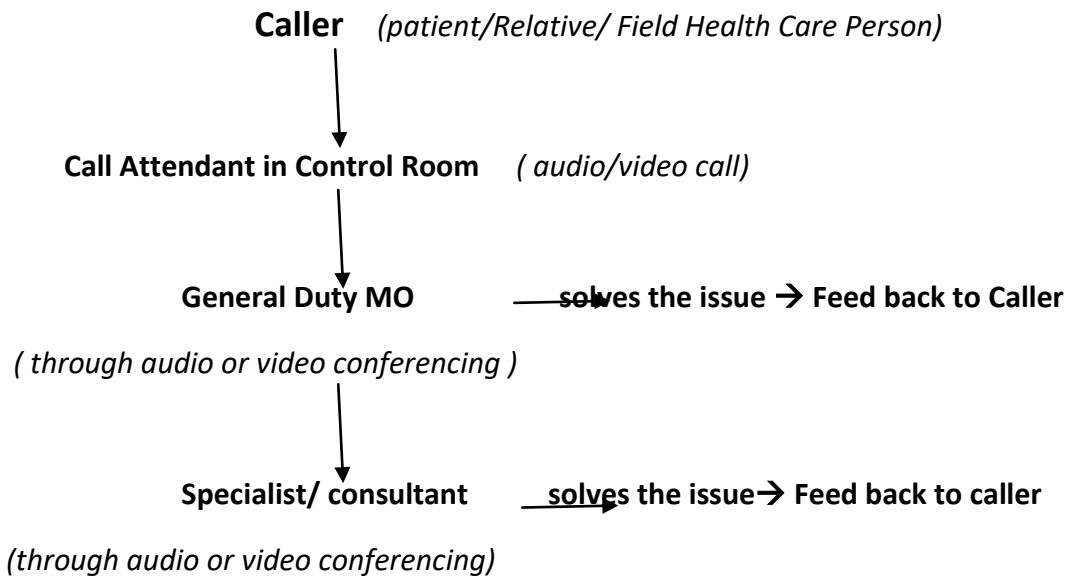 Caller (patient/Relative/ Field Health Care Person)
Call Attendant in Control Room ( audio/video call)
General Duty MO solves the issue → Feed back to Caller
( through audio or video conferencing )
Specialist/ consultant solves the issue→ Feed back to caller
(through audio or video conferencing)